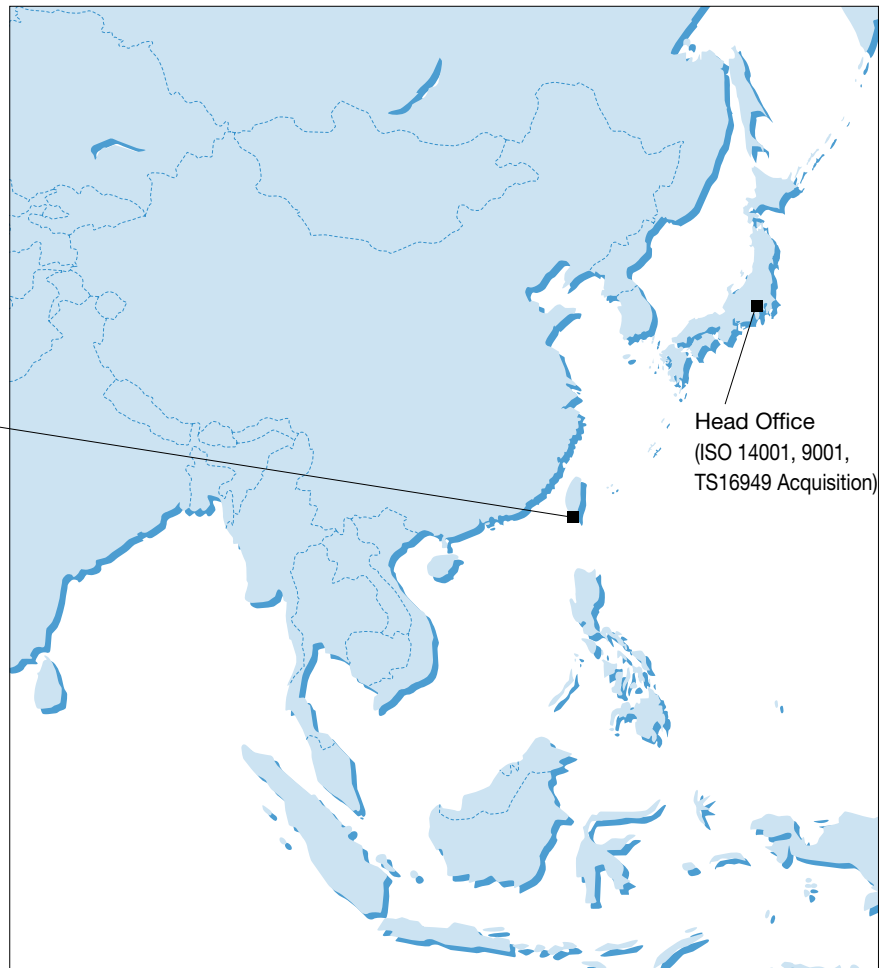 Head Office
(ISO 14001, 9001,
TS16949 Acquisition)